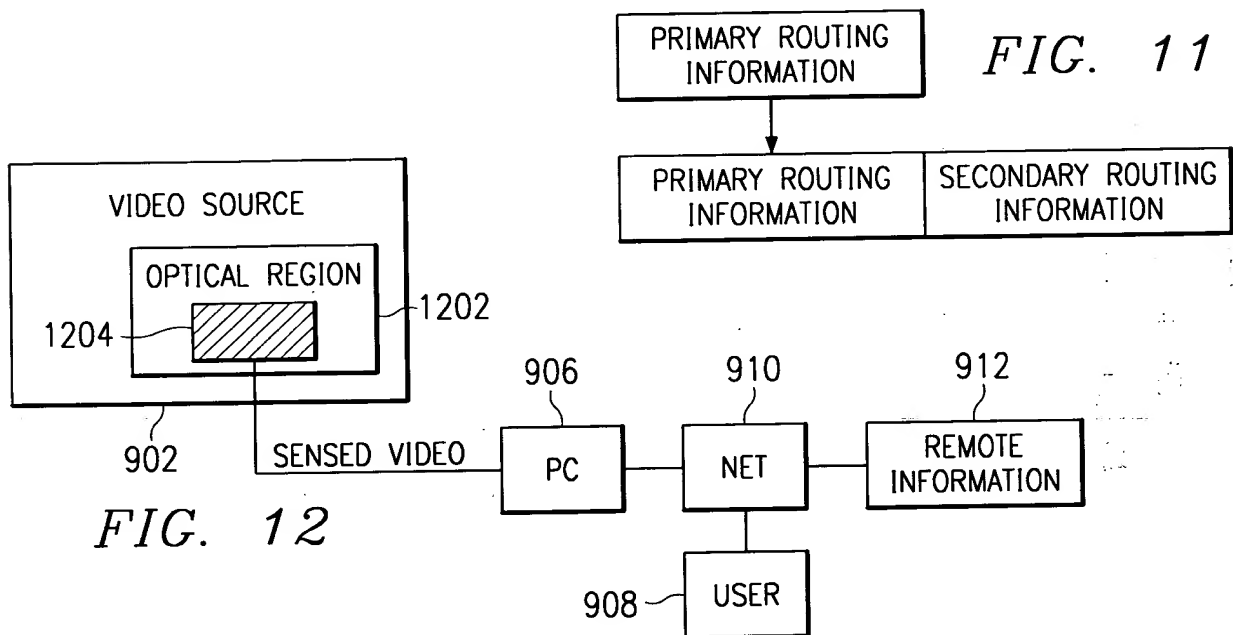 PRIMARY ROUTING
INFORMATION
FIG. 11
PRIMARY ROUTING
INFORMATION
SECONDARY ROUTING
INFORMATION
VIDEO SOURCE
OPTICAL REGION
1204
1202
902
SENSED VIDEO
906
PC
910
NET
912
REMOTE
INFORMATION
908
USER
FIG. 12